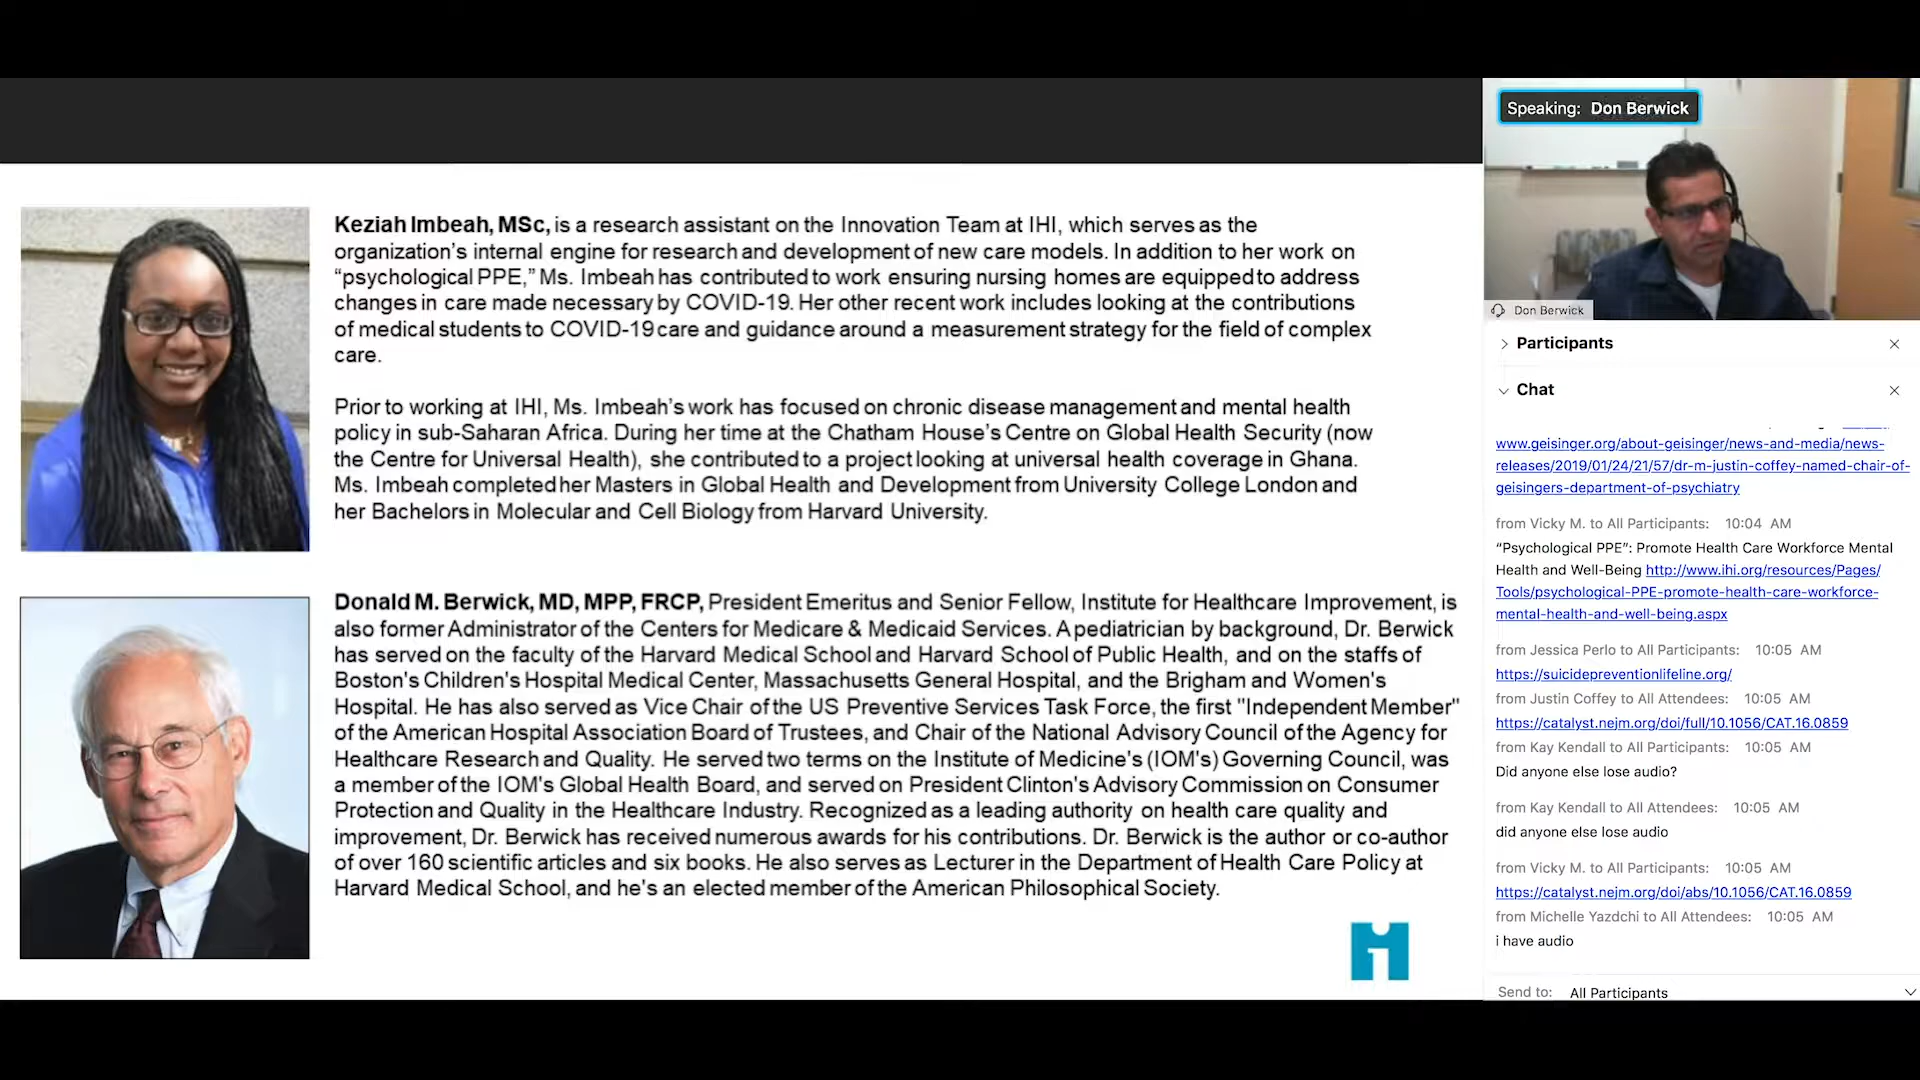 Keziah Imbeah, MSc, is a research assistant on the Innovation Team at IHI, which serves as the
organization's internal engine for research and development of new care models. In addition to her work on
“psychological PPE,” Ms. Imbeah has contributed to work ensuring nursing homes are equipped to address
changes in care made necessary by COVID-19. Her other recent work includes looking at the contributions
of medical students to COVID-19 care and guidance around a measurement strategy for the field of complex
care.
Prior to working at IHI, Ms. Imbeah's work has focused on chronic disease management and mental health
policy in sub-Saharan Africa. During her time at the Chatham House's Centre on Global Health Security (now
the Centre for Universal Health), she contributed to a project looking at universal health coverage in Ghana.
Ms. Imbeah completed her Masters in Global Health and Development from University College London and
her Bachelors in Molecular and Cell Biology from Harvard University.
Donald M. Berwick, MD, MPP, FRCP, President Emeritus and Senior Fellow, Institute for Healthcare Improvement, is
also former Administrator of the Centers for Medicare & Medicaid Services. A pediatrician by background, Dr. Berwick
has served on the faculty of the Harvard Medical School and Harvard School of Public Health, and on the staffs of
Boston's Children's Hospital Medical Center, Massachusetts General Hospital, and the Brigham and Women's
Hospital. He has also served as Vice Chair of the US Preventive Services Task Force, the first "Independent Member"
of the American Hospital Association Board of Trustees, and Chair of the National Advisory Council of the Agency for
Healthcare Research and Quality. He served two terms on the Institute of Medicine's (IOM's) Governing Council, was
a member of the IOM's Global Health Board, and served on President Clinton's Advisory Commission on Consumer
Protection and Quality in the Healthcare Industry. Recognized as a leading authority on health care quality and
improvement, Dr. Berwick has received numerous awards for his contributions. Dr. Berwick is the author or co-author
of over 160 scientific articles and six books. He also serves as Lecturer in the Department of Health Care Policy at
Harvard Medical School, and he's an elected member of the American Philosophical Society.
Speaking: Don Berwick
Don Berwick
Participants
Chat
www.geisinger.org/about-geisinger/news-and-media/news-
releases/2019/01/24/21/57/dr-m-justin-coffey-named-chair-of-
geisingers-department-of-psychiatry
from Vicky M. to All Participants: 10:04 AM
“Psychological PPE”: Promote Health Care Workforce Mental
Health and Well-Being http://www.ihi.org/resources/Pages/
Tools/psychological-PPE-promote-health-care-workforce-
mental-health-and-well-being.aspx
from Jessica Perlo to All Participants: 10:05 AM
https://suicidepreventionlifeline.org/
from Justin Coffey to All Attendees: 10:05 AM
https://catalyst.nejm.org/doi/full/10.1056/CAT.16.0859
from Kay Kendall to All Participants: 10:05 AM
Did anyone else lose audio?
from Kay Kendall to All Attendees: 10:05 AM
did anyone else lose audio
from Vicky M. to All Participants: 10:05 AM
https://catalyst.nejm.org/doi/abs/10.1056/CAT.16.0859
from Michelle Yazdchi to All Attendees: 10:05 AM
i have audio
Send to: All Participants